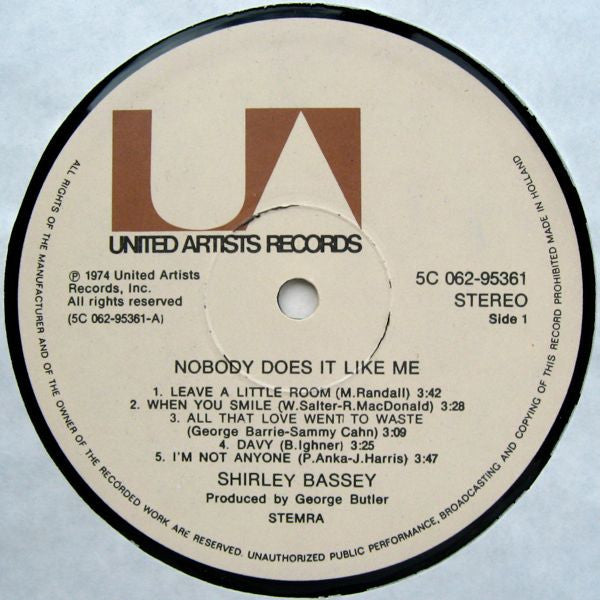 UA
UNITED ARTISTS RECORDS
℗ 1974 United Artists
Records, Inc.
All rights reserved
(5C 062-95361-A)
5C 062-95361
STEREO
Side 1
NOBODY DOES IT LIKE ME
1. LEAVE A LITTLE ROOM (M.Randall) 3:42
2. WHEN YOU SMILE (W.Salter-R.MacDonald) 3:28
3. ALL THAT LOVE WENT TO WASTE
(George Barrie-Sammy Cahn) 3:09
4. DAVY (B.Ighner) 3:25
5. I'M NOT ANYONE (P.Anka-J.Harris) 3:47
SHIRLEY BASSEY
Produced by George Butler
STEMRA
ALL RIGHTS OF THE MANUFACTURER AND OF THE OWNER OF THE RECORDED WORK ARE RESERVED. UNAUTHORIZED PUBLIC PERFORMANCE, BROADCASTING AND COPYING OF THIS RECORD PROHIBITED MADE IN HOLLAND